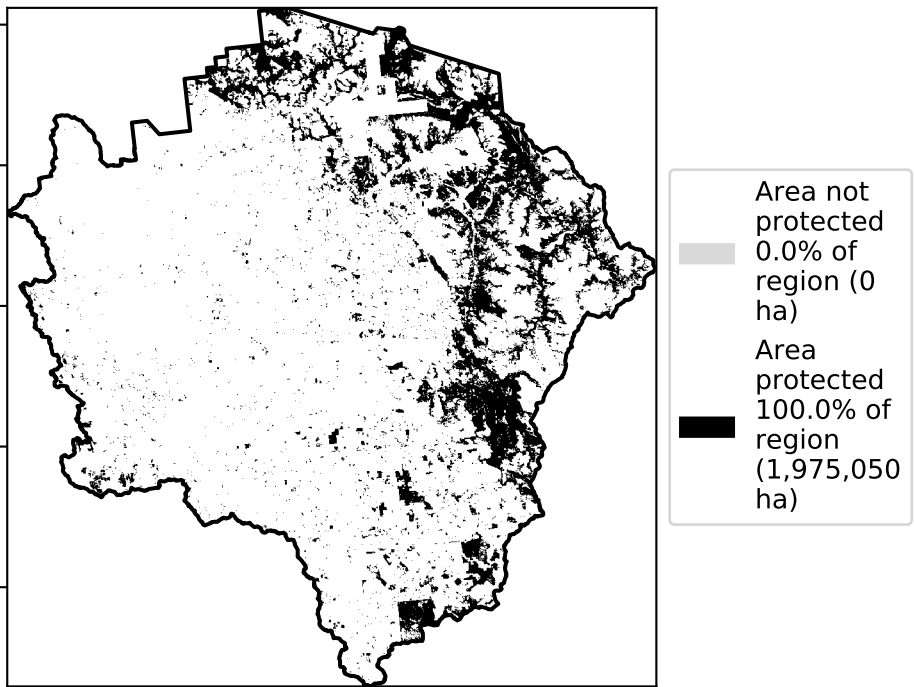 Area not
protected
0.0% of
region (0
ha)
Area
protected
100.0% of
region
(1,975,050
ha)